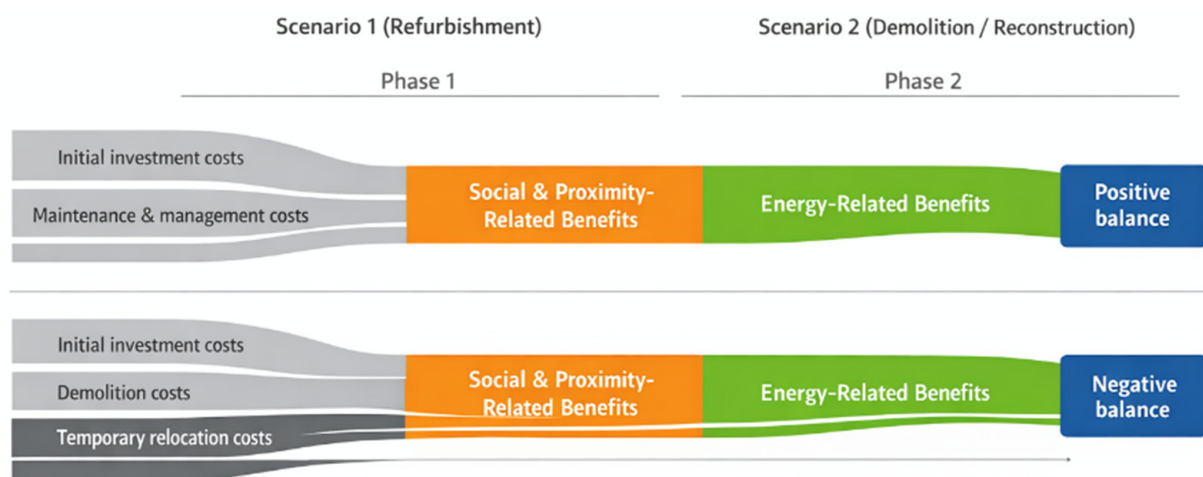 Scenario 1 (Refurbishment)
Scenario 2 (Demolition / Reconstruction)
Phase 1
Phase 2
Initial investment costs
Maintenance & management costs
Social & Proximity-
Related Benefits
Energy-Related Benefits
Positive
balance
Initial investment costs
Demolition costs
Temporary relocation costs
Social & Proximity-
Related Benefits
Energy-Related Benefits
Negative
balance